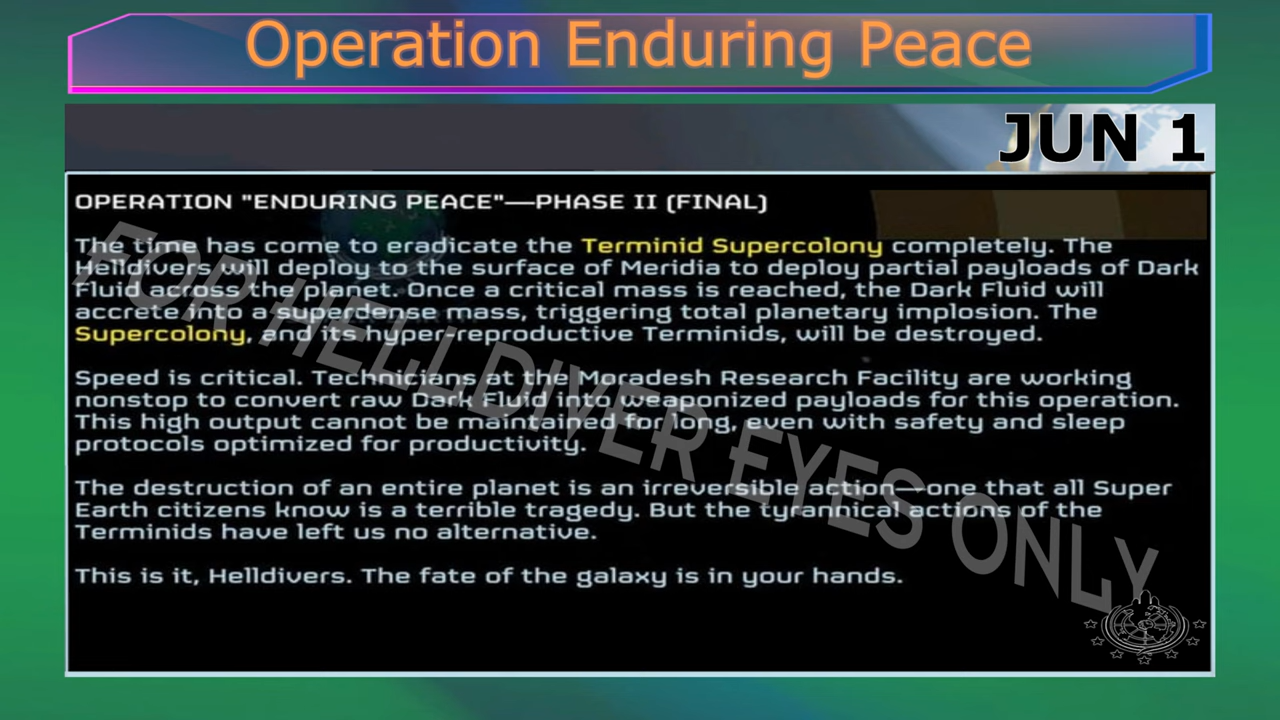 Operation Enduring Peace
JUN 1
OPERATION "ENDURING PEACE"—PHASE II (FINAL)
The time has come to eradicate the Terminid Supercolony completely. The
Helldivers will deploy to the surface of Meridia to deploy partial payloads of Dark
Fluid across the planet. Once a critical mass is reached, the Dark Fluid will
accrete into a superdense mass, triggering total planetary implosion. The
Supercolony, and its hyper-reproductive Terminids, will be destroyed.
Speed is critical. Technicians at the Moradesh Research Facility are working
nonstop to convert raw Dark Fluid into weaponized payloads for this operation.
This high output cannot be maintained for long, even with safety and sleep
protocols optimized for productivity.
The destruction of an entire planet is an irreversible action—one that all Super
Earth citizens know is a terrible tragedy. But the tyrannical actions of the
Terminids have left us no alternative.
This is it, Helldivers. The fate of the galaxy is in your hands.
FOR HELLDIVER EYES ONLY